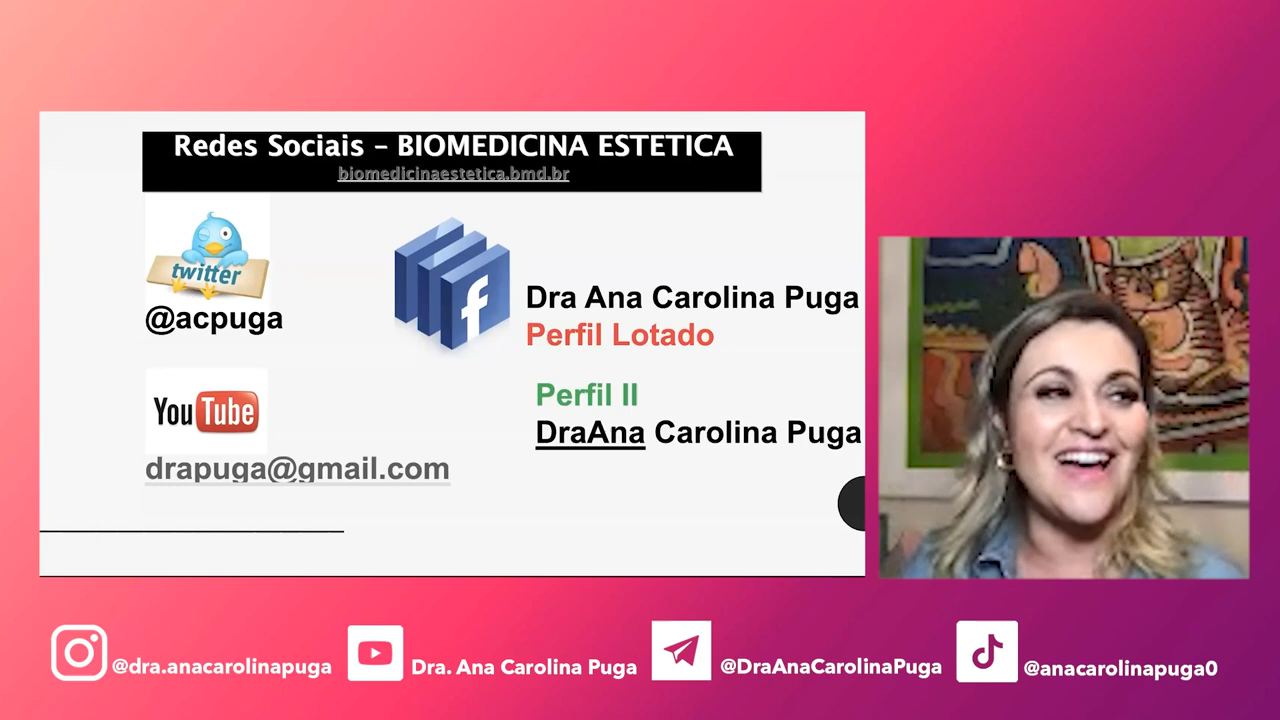 Redes Sociais – BIOMEDICINA ESTETICA
biomedicinaestetica.bmd.br
twitter
@acpuga
Dra Ana Carolina Puga
Perfil Lotado
Perfil II
DraAna Carolina Puga
YouTube
drapuga@gmail.com
@dra.anacarolinapuga
Dra. Ana Carolina Puga
@DraAnaCarolinaPuga
@anacarolinapuga0